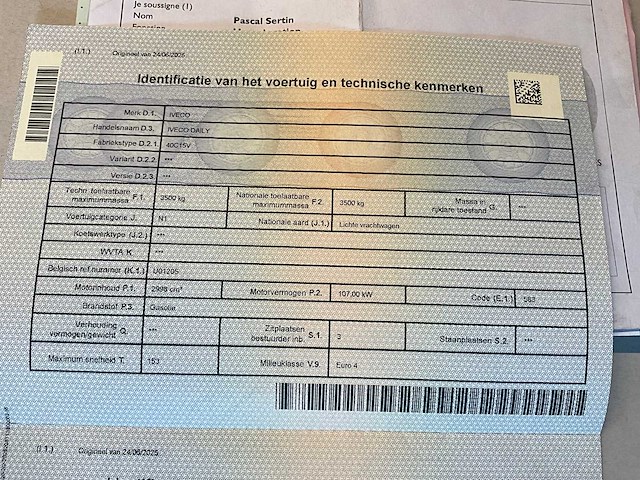 Je soussigné (1)
Nom Pascal Sertin
(I.1.) Origineel van 24/06/2025
Identificatie van het voertuig en technische kenmerken
Merk D.1. IVECO
Handelsnaam D.3. IVECO DAILY
Fabriekstype D.2.1 40C15V
Variant D.2.2 ***
Versie D.2.3 ***
Techn. toelaatbare maximummassa F.1. 3500 kg Nationale toelaatbare maximummassa F.2. 3500 kg Massa in rijdare toestand G. ***
Voertuigcategorie J. N1 Nationale aard (J.1.) Lichte vrachtwagen
Koetswerktype (J.2.) ***
WVTA K. ***
Belgisch ref.nummer (K.1.) U01205
Motorinhoud P.1. 2998 cm³ Motorvermogen P.2. 107,00 kW Code (E.1.) 583
Brandstof P.3. Gasolie
Verhouding vermogen/gewicht Q. *** Zitplaatsen bestuurder inb. S.1. 3 Staanplaatsen S.2. ***
Maximum snelheid T. 153 Milieuklasse V.9. Euro 4
(I.1.) Origineel van 24/06/2025